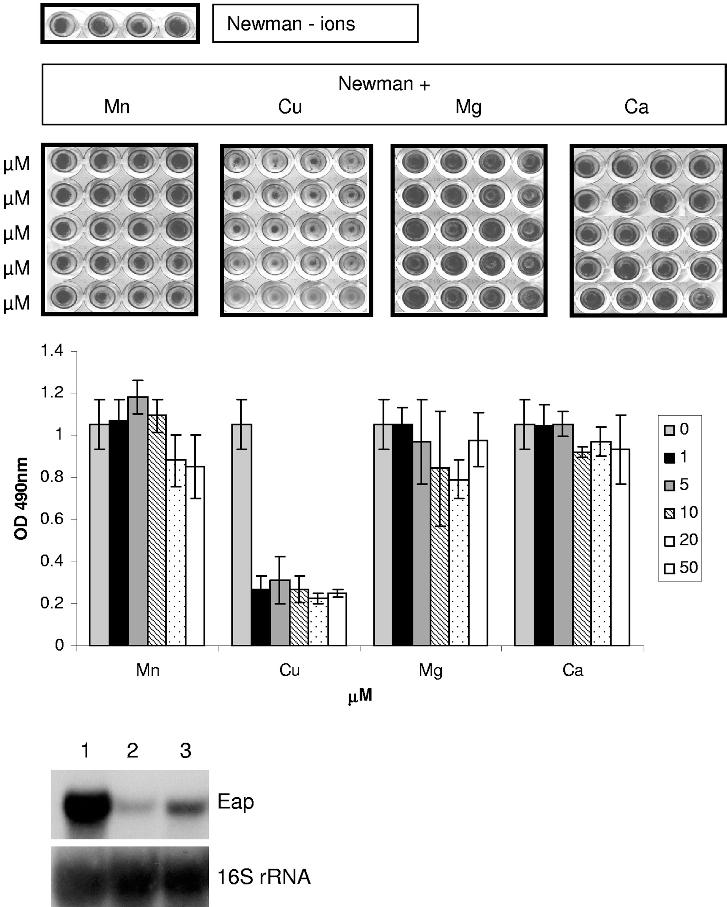 Newman - ions
Newman +
Mn Cu Mg Ca
μM
μM
μM
μM
μM
1.4
1.2
1
0.8
0.6
0.4
0.2
0
OD 490nm
0
1
5
10
20
50
Mn Cu Mg Ca
μM
1 2 3
Eap
16S rRNA